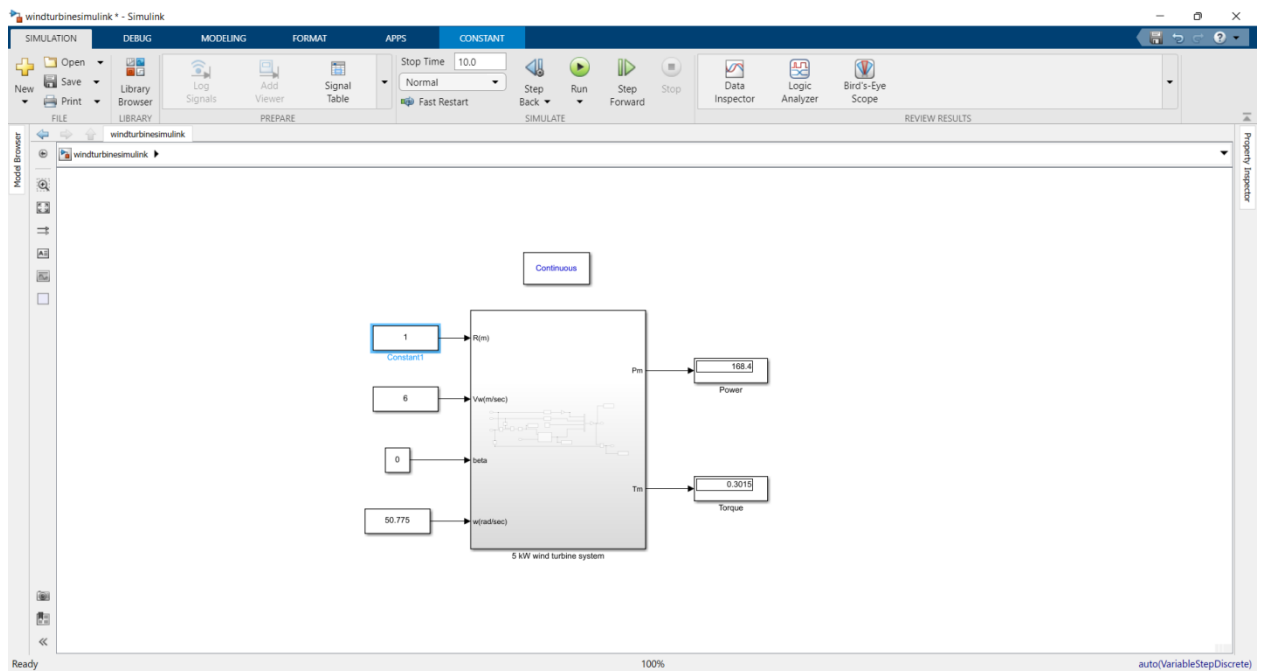 windturbinesimulink * - Simulink
SIMULATION DEBUG MODELING FORMAT APPS CONSTANT
New
Open
Save
Print
FILE
Library Browser
LIBRARY
Log Signals
Add Viewer
Signal Table
PREPARE
Stop Time 10.0
Normal
Fast Restart
Step Back
Run
Step Forward
Stop
SIMULATE
Data Inspector
Logic Analyzer
Bird's-Eye Scope
REVIEW RESULTS
Model Browser
windturbinesimulink
windturbinesimulink
Property Inspector
Continuous
1
Constant1
R(m)
6
Vw(m/sec)
0
beta
50.775
w(rad/sec)
Pm
168.4
Power
Tm
0.3015
Torque
5 kW wind turbine system
Ready
100%
auto(VariableStepDiscrete)